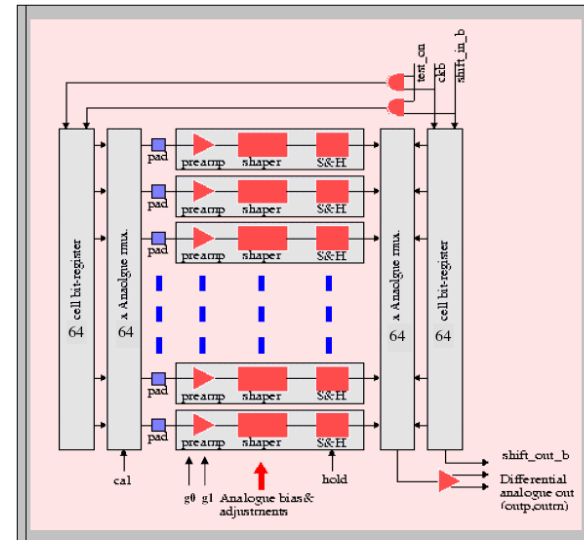 test_on
ckb
shift_in_b
pad
preamp shaper S&H
pad
preamp shaper S&H
pad
preamp shaper S&H
cell bit-register
64
x Anaolgue mux.
64
x Anaolgue mux.
64
cell bit-register
64
pad
preamp shaper S&H
pad
preamp shaper S&H
cal
g0 g1
Analogue bias&
adjustments
hold
shift_out_b
Differential
analogue out
(outp,outm)